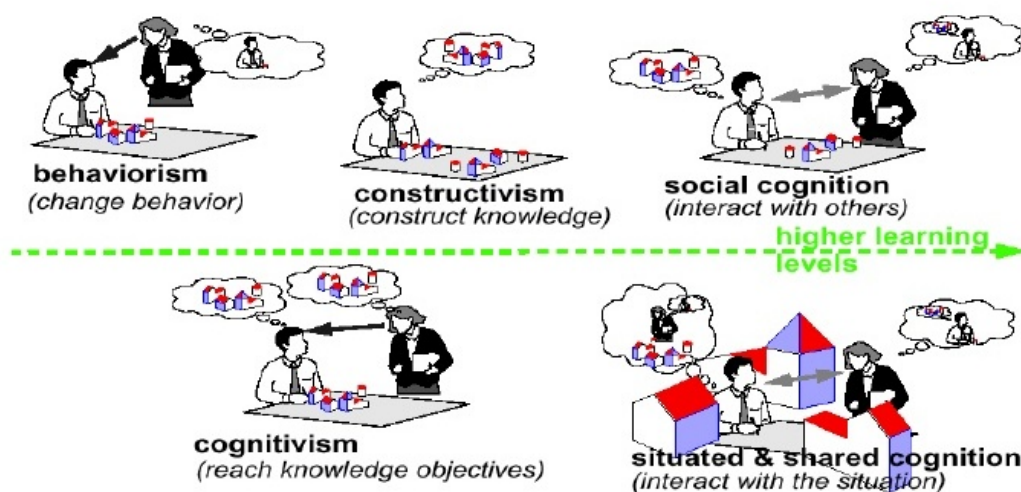 behaviorism
(change behavior)
constructivism
(construct knowledge)
social cognition
(interact with others)
higher learning
levels
cognitivism
(reach knowledge objectives)
situated & shared cognition
(interact with the situation)